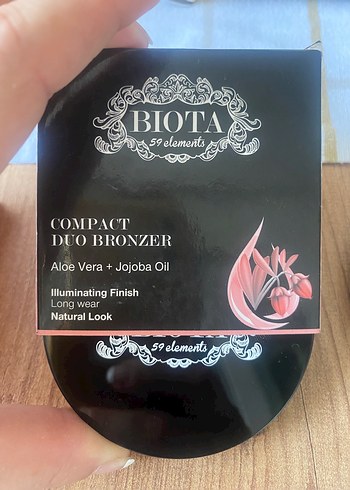 BIOTA
59 elements
COMPACT
DUO BRONZER
Aloe Vera + Jojoba Oil
Illuminating Finish
Long wear
Natural Look
59 elements